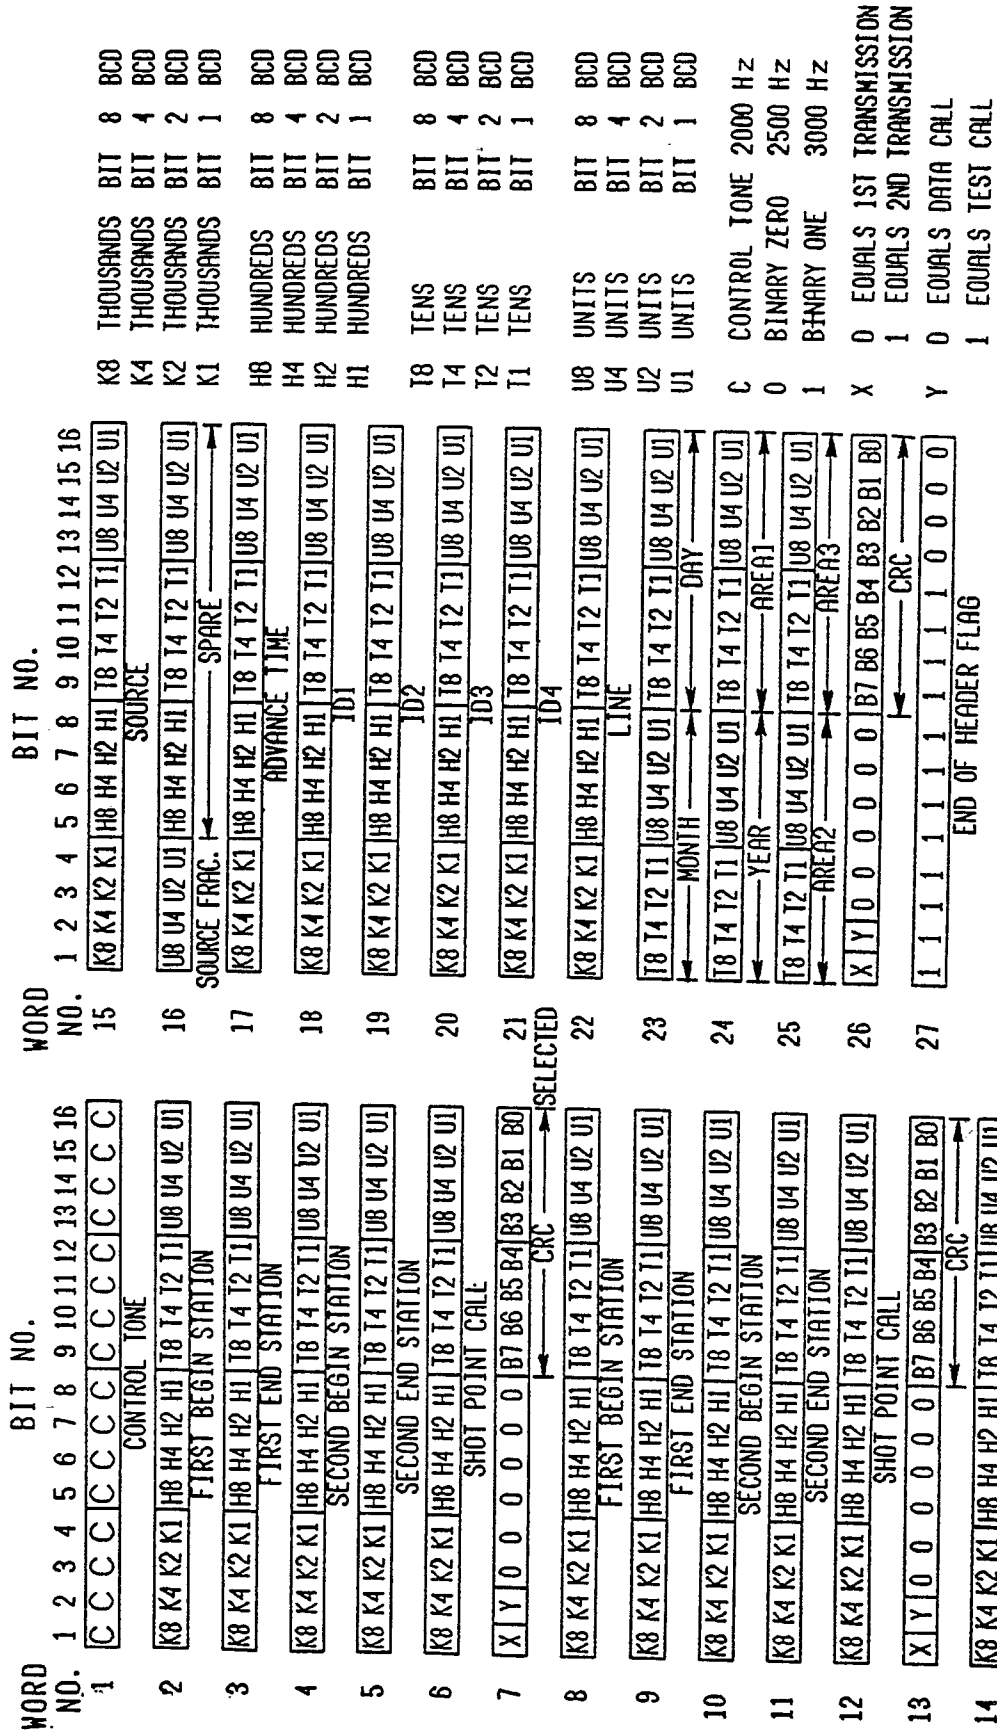 WORD NO. BIT NO.
1 2 3 4 5 6 7 8 9 10 11 12 13 14 15 16
1 C C C C C C C C C C C C C C C C
CONTROL TONE
2 K8 K4 K2 K1 H8 H4 H2 H1 T8 T4 T2 T1 U8 U4 U2 U1
FIRST BEGIN STATION
3 K8 K4 K2 K1 H8 H4 H2 H1 T8 T4 T2 T1 U8 U4 U2 U1
FIRST END STATION
4 K8 K4 K2 K1 H8 H4 H2 H1 T8 T4 T2 T1 U8 U4 U2 U1
SECOND BEGIN STATION
5 K8 K4 K2 K1 H8 H4 H2 H1 T8 T4 T2 T1 U8 U4 U2 U1
SECOND END STATION
6 K8 K4 K2 K1 H8 H4 H2 H1 T8 T4 T2 T1 U8 U4 U2 U1
SHOT POINT CALL
7 X Y 0 0 0 0 0 0 B7 B6 B5 B4 B3 B2 B1 B0
CRC
SELECTED
8 K8 K4 K2 K1 H8 H4 H2 H1 T8 T4 T2 T1 U8 U4 U2 U1
FIRST BEGIN STATION
9 K8 K4 K2 K1 H8 H4 H2 H1 T8 T4 T2 T1 U8 U4 U2 U1
FIRST END STATION
10 K8 K4 K2 K1 H8 H4 H2 H1 T8 T4 T2 T1 U8 U4 U2 U1
SECOND BEGIN STATION
11 K8 K4 K2 K1 H8 H4 H2 H1 T8 T4 T2 T1 U8 U4 U2 U1
SECOND END STATION
12 K8 K4 K2 K1 H8 H4 H2 H1 T8 T4 T2 T1 U8 U4 U2 U1
SHOT POINT CALL
13 X Y 0 0 0 0 0 0 B7 B6 B5 B4 B3 B2 B1 B0
CRC
14 K8 K4 K2 K1 H8 H4 H2 H1 T8 T4 T2 T1 U8 U4 U2 U1
WORD NO. BIT NO.
1 2 3 4 5 6 7 8 9 10 11 12 13 14 15 16
15 K8 K4 K2 K1 H8 H4 H2 H1 T8 T4 T2 T1 U8 U4 U2 U1
SOURCE
16 U8 U4 U2 U1 H8 H4 H2 H1 T8 T4 T2 T1 U8 U4 U2 U1
SOURCE FRAC. SPARE
17 K8 K4 K2 K1 H8 H4 H2 H1 T8 T4 T2 T1 U8 U4 U2 U1
ADVANCE TIME
18 K8 K4 K2 K1 H8 H4 H2 H1 T8 T4 T2 T1 U8 U4 U2 U1
ID1
19 K8 K4 K2 K1 H8 H4 H2 H1 T8 T4 T2 T1 U8 U4 U2 U1
ID2
20 K8 K4 K2 K1 H8 H4 H2 H1 T8 T4 T2 T1 U8 U4 U2 U1
ID3
21 K8 K4 K2 K1 H8 H4 H2 H1 T8 T4 T2 T1 U8 U4 U2 U1
ID4
22 K8 K4 K2 K1 H8 H4 H2 H1 T8 T4 T2 T1 U8 U4 U2 U1
LINE
23 T8 T4 T2 T1 U8 U4 U2 U1 T8 T4 T2 T1 U8 U4 U2 U1
MONTH DAY
24 T8 T4 T2 T1 U8 U4 U2 U1 T8 T4 T2 T1 U8 U4 U2 U1
YEAR AREA1
25 T8 T4 T2 T1 U8 U4 U2 U1 T8 T4 T2 T1 U8 U4 U2 U1
AREA2 AREA3
26 X Y 0 0 0 0 0 0 B7 B6 B5 B4 B3 B2 B1 B0
CRC
27 1 1 1 1 1 1 1 1 1 1 1 1 0 0 0 0
END OF HEADER FLAG
K8 THOUSANDS BIT 8 BCD
K4 THOUSANDS BIT 4 BCD
K2 THOUSANDS BIT 2 BCD
K1 THOUSANDS BIT 1 BCD
H8 HUNDREDS BIT 8 BCD
H4 HUNDREDS BIT 4 BCD
H2 HUNDREDS BIT 2 BCD
H1 HUNDREDS BIT 1 BCD
T8 TENS BIT 8 BCD
T4 TENS BIT 4 BCD
T2 TENS BIT 2 BCD
T1 TENS BIT 1 BCD
U8 UNITS BIT 8 BCD
U4 UNITS BIT 4 BCD
U2 UNITS BIT 2 BCD
U1 UNITS BIT 1 BCD
C CONTROL TONE 2000 Hz
0 BINARY ZERO 2500 Hz
1 BINARY ONE 3000 Hz
X 0 EQUALS 1ST TRANSMISSION
1 EQUALS 2ND TRANSMISSION
Y 0 EQUALS DATA CALL
1 EQUALS TEST CALL